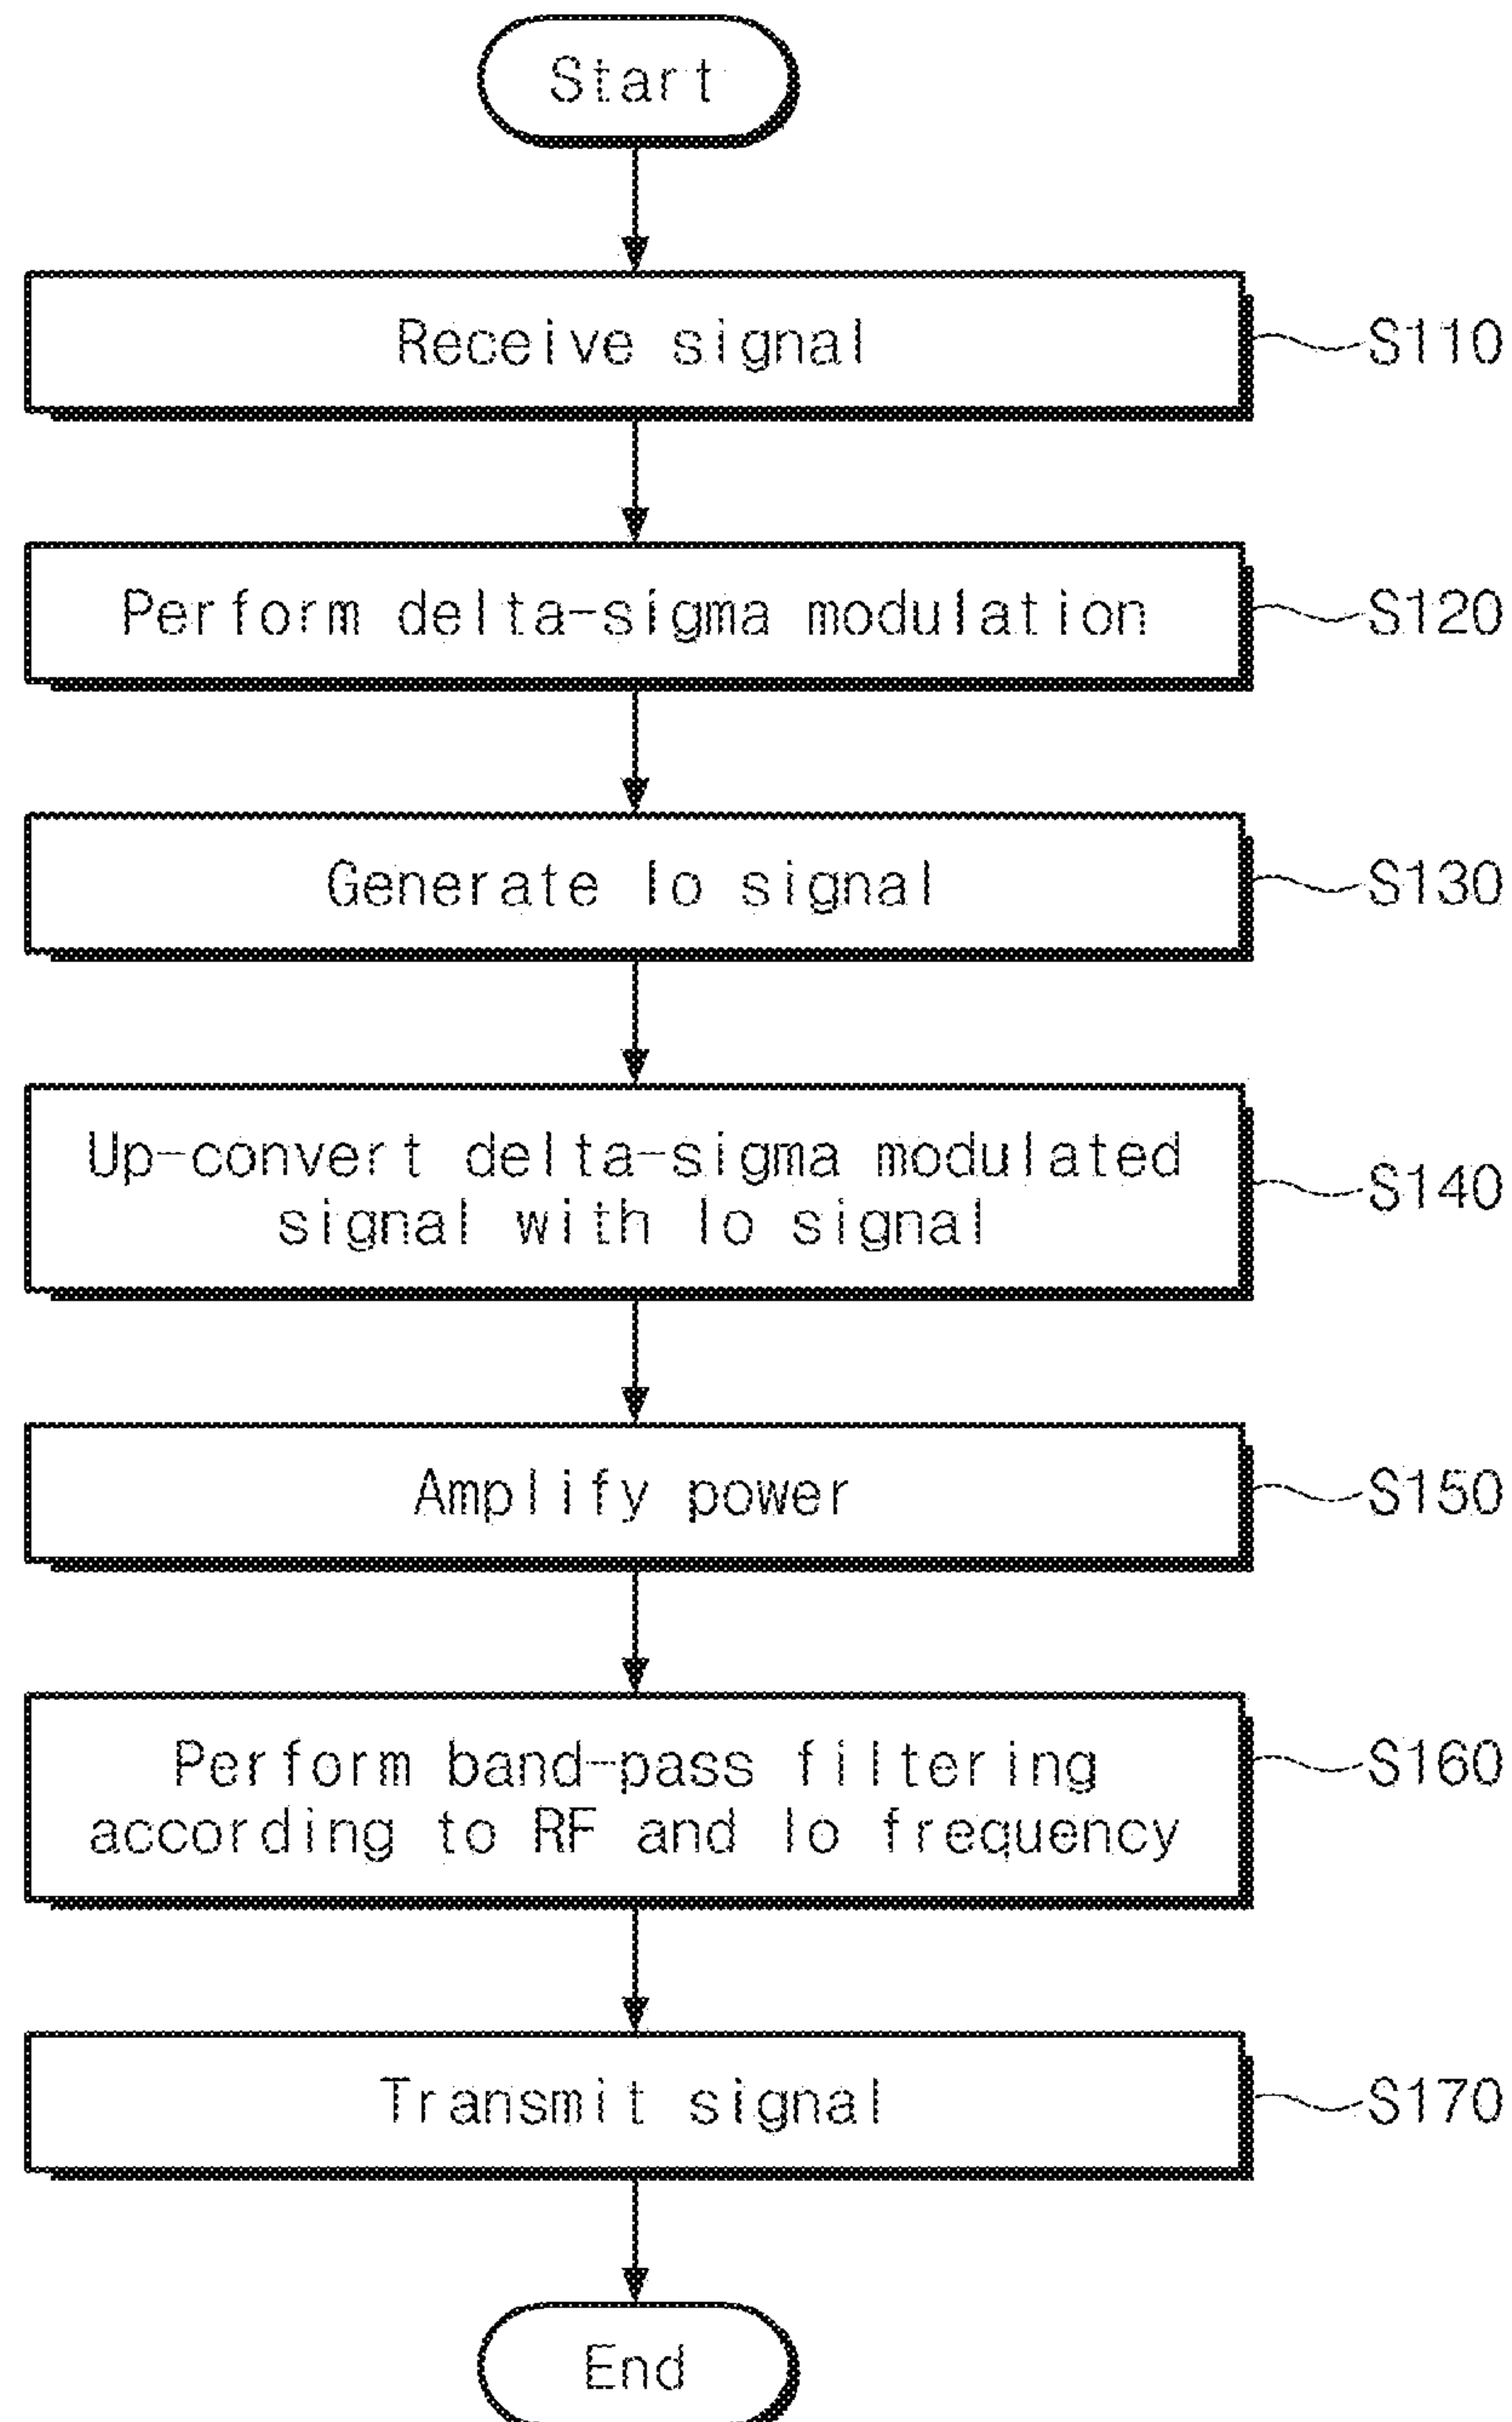 Start
Receive signal
S110
Perform delta-sigma modulation
S120
Generate lo signal
S130
Up-convert delta-sigma modulated
signal with lo signal
S140
Amplify power
S150
Perform band-pass filtering
according to RF and lo frequency
S160
Transmit signal
S170
End